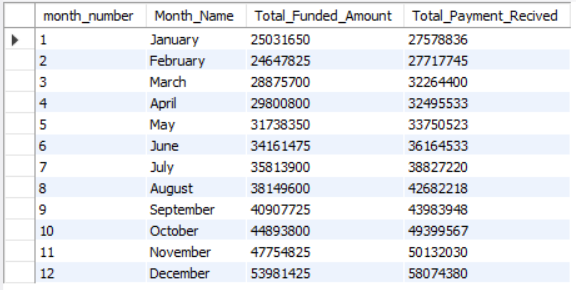 month_number Month_Name Total_Funded_Amount Total_Payment_Recived
1 January 25031650 27578836
2 February 24647825 27717745
3 March 28875700 32264400
4 April 29800800 32495533
5 May 31738350 33750523
6 June 34161475 36164533
7 July 35813900 38827220
8 August 38149600 42682218
9 September 40907725 43983948
10 October 44893800 49399567
11 November 47754825 50132030
12 December 53981425 58074380